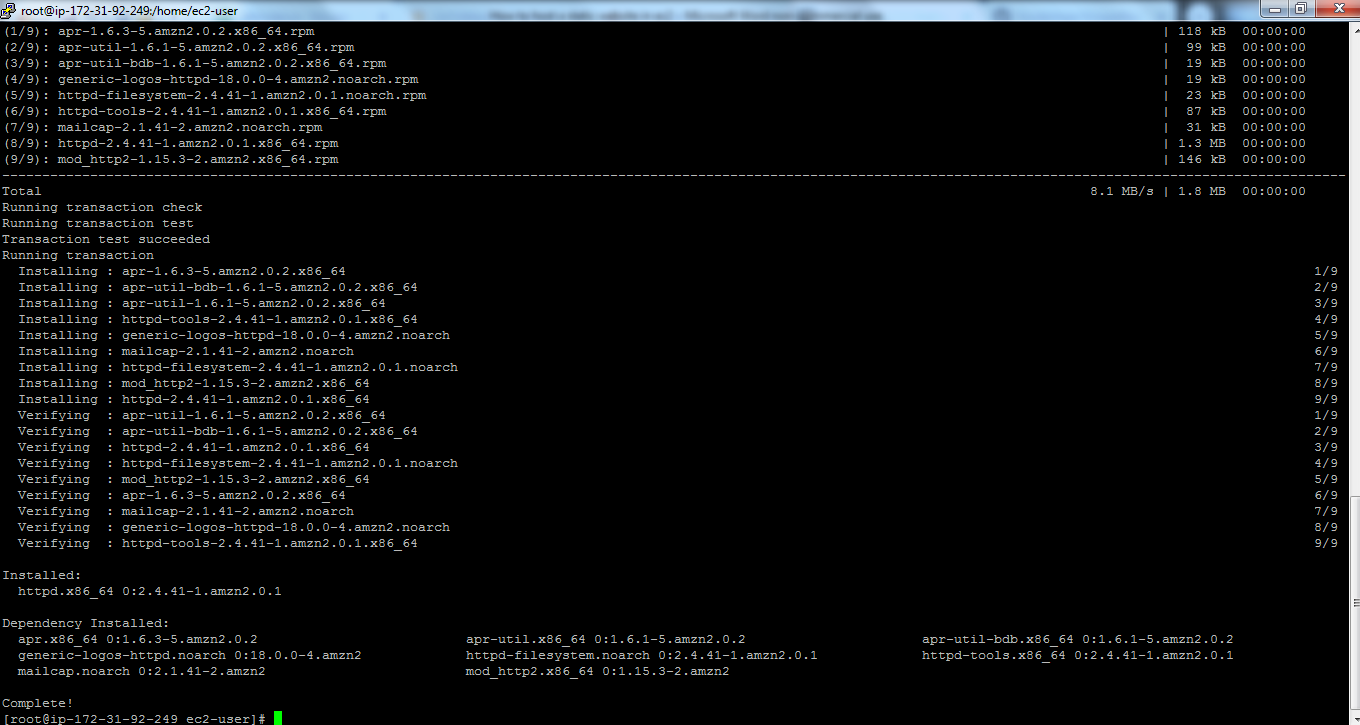 root@ip-172-31-92-249:/home/ec2-user
(1/9): apr-1.6.3-5.amzn2.0.2.x86_64.rpm | 118 kB 00:00:00
(2/9): apr-util-1.6.1-5.amzn2.0.2.x86_64.rpm | 99 kB 00:00:00
(3/9): apr-util-bdb-1.6.1-5.amzn2.0.2.x86_64.rpm | 19 kB 00:00:00
(4/9): generic-logos-httpd-18.0.0-4.amzn2.noarch.rpm | 19 kB 00:00:00
(5/9): httpd-filesystem-2.4.41-1.amzn2.0.1.noarch.rpm | 23 kB 00:00:00
(6/9): httpd-tools-2.4.41-1.amzn2.0.1.x86_64.rpm | 87 kB 00:00:00
(7/9): mailcap-2.1.41-2.amzn2.noarch.rpm | 31 kB 00:00:00
(8/9): httpd-2.4.41-1.amzn2.0.1.x86_64.rpm | 1.3 MB 00:00:00
(9/9): mod_http2-1.15.3-2.amzn2.x86_64.rpm | 146 kB 00:00:00
Total 8.1 MB/s | 1.8 MB 00:00:00
Running transaction check
Running transaction test
Transaction test succeeded
Running transaction
Installing : apr-1.6.3-5.amzn2.0.2.x86_64 1/9
Installing : apr-util-bdb-1.6.1-5.amzn2.0.2.x86_64 2/9
Installing : apr-util-1.6.1-5.amzn2.0.2.x86_64 3/9
Installing : httpd-tools-2.4.41-1.amzn2.0.1.x86_64 4/9
Installing : generic-logos-httpd-18.0.0-4.amzn2.noarch 5/9
Installing : mailcap-2.1.41-2.amzn2.noarch 6/9
Installing : httpd-filesystem-2.4.41-1.amzn2.0.1.noarch 7/9
Installing : mod_http2-1.15.3-2.amzn2.x86_64 8/9
Installing : httpd-2.4.41-1.amzn2.0.1.x86_64 9/9
Verifying : apr-util-1.6.1-5.amzn2.0.2.x86_64 1/9
Verifying : apr-util-bdb-1.6.1-5.amzn2.0.2.x86_64 2/9
Verifying : httpd-2.4.41-1.amzn2.0.1.x86_64 3/9
Verifying : httpd-filesystem-2.4.41-1.amzn2.0.1.noarch 4/9
Verifying : mod_http2-1.15.3-2.amzn2.x86_64 5/9
Verifying : apr-1.6.3-5.amzn2.0.2.x86_64 6/9
Verifying : mailcap-2.1.41-2.amzn2.noarch 7/9
Verifying : generic-logos-httpd-18.0.0-4.amzn2.noarch 8/9
Verifying : httpd-tools-2.4.41-1.amzn2.0.1.x86_64 9/9
Installed:
httpd.x86_64 0:2.4.41-1.amzn2.0.1
Dependency Installed:
apr.x86_64 0:1.6.3-5.amzn2.0.2 apr-util.x86_64 0:1.6.1-5.amzn2.0.2 apr-util-bdb.x86_64 0:1.6.1-5.amzn2.0.2
generic-logos-httpd.noarch 0:18.0.0-4.amzn2 httpd-filesystem.noarch 0:2.4.41-1.amzn2.0.1 httpd-tools.x86_64 0:2.4.41-1.amzn2.0.1
mailcap.noarch 0:2.1.41-2.amzn2 mod_http2.x86_64 0:1.15.3-2.amzn2
Complete!
[root@ip-172-31-92-249 ec2-user]#